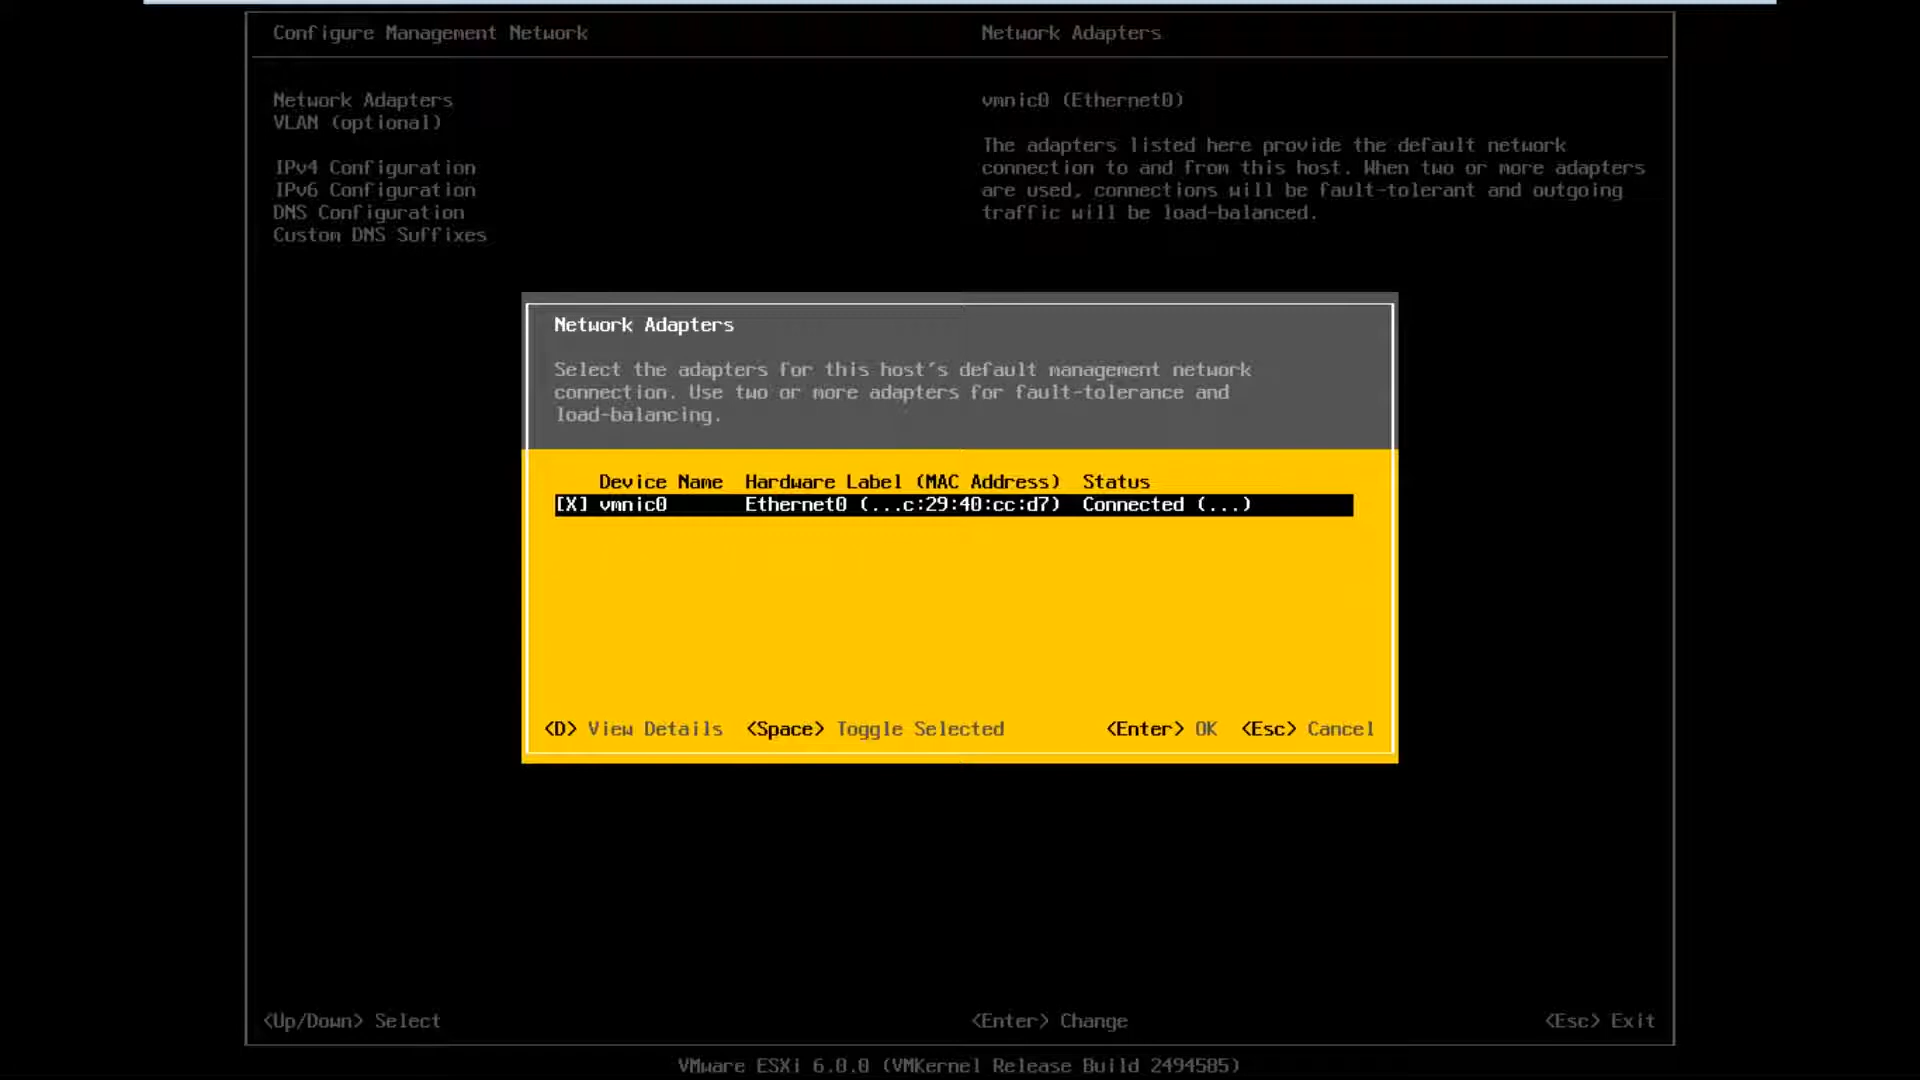 Configure Management Network
Network Adapters
Network Adapters
VLAN (optional)
IPv4 Configuration
IPv6 Configuration
DNS Configuration
Custom DNS Suffixes
vmnic0 (Ethernet0)
The adapters listed here provide the default network
connection to and from this host. When two or more adapters
are used, connections will be fault-tolerant and outgoing
traffic will be load-balanced.
Network Adapters
Select the adapters for this host's default management network
connection. Use two or more adapters for fault-tolerance and
load-balancing.
Device Name Hardware Label (MAC Address) Status
[X] vmnic0 Ethernet0 (...c:29:40:cc:d7) Connected (...)
<D> View Details <Space> Toggle Selected <Enter> OK <Esc> Cancel
<Up/Down> Select <Enter> Change <Esc> Exit
VMware ESXi 6.0.0 (VMKernel Release Build 2494585)